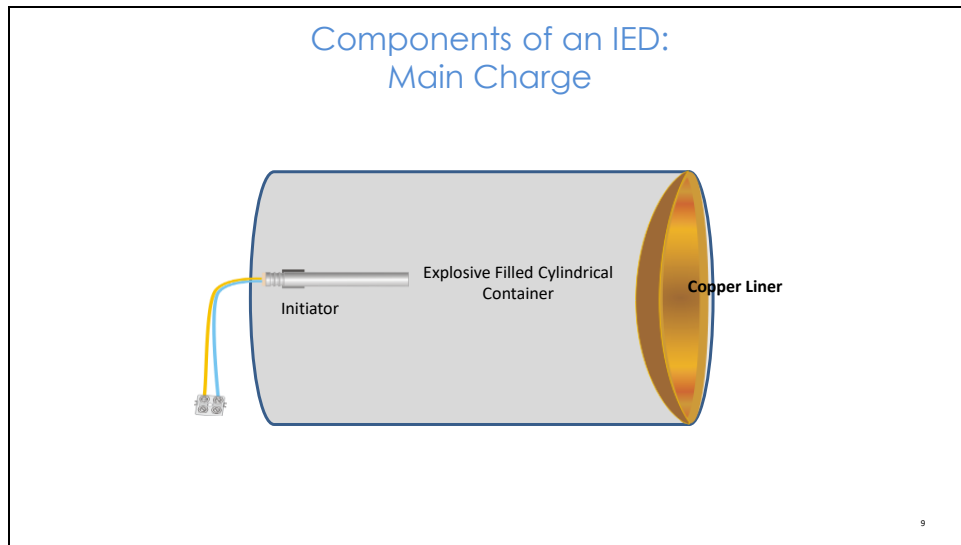 Components of an IED:
Main Charge
Explosive Filled Cylindrical
Container
Copper Liner
Initiator
9